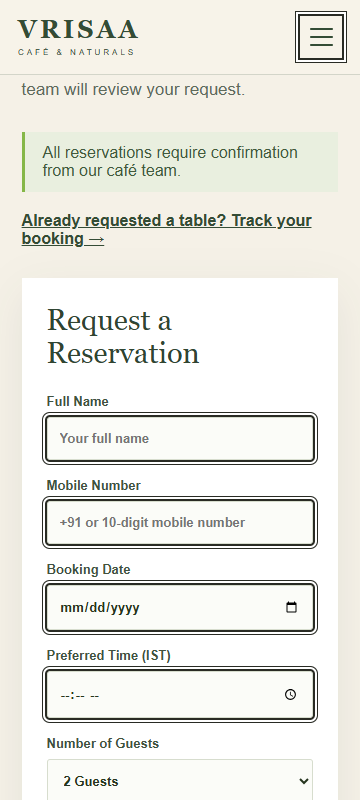 VRISAA
CAFÉ & NATURALS
team will review your request.
All reservations require confirmation
from our café team.
Already requested a table? Track your
booking →
Request a
Reservation
Full Name
Your full name
Mobile Number
+91 or 10-digit mobile number
Booking Date
mm/dd/yyyy
Preferred Time (IST)
--:-- --
Number of Guests
2 Guests